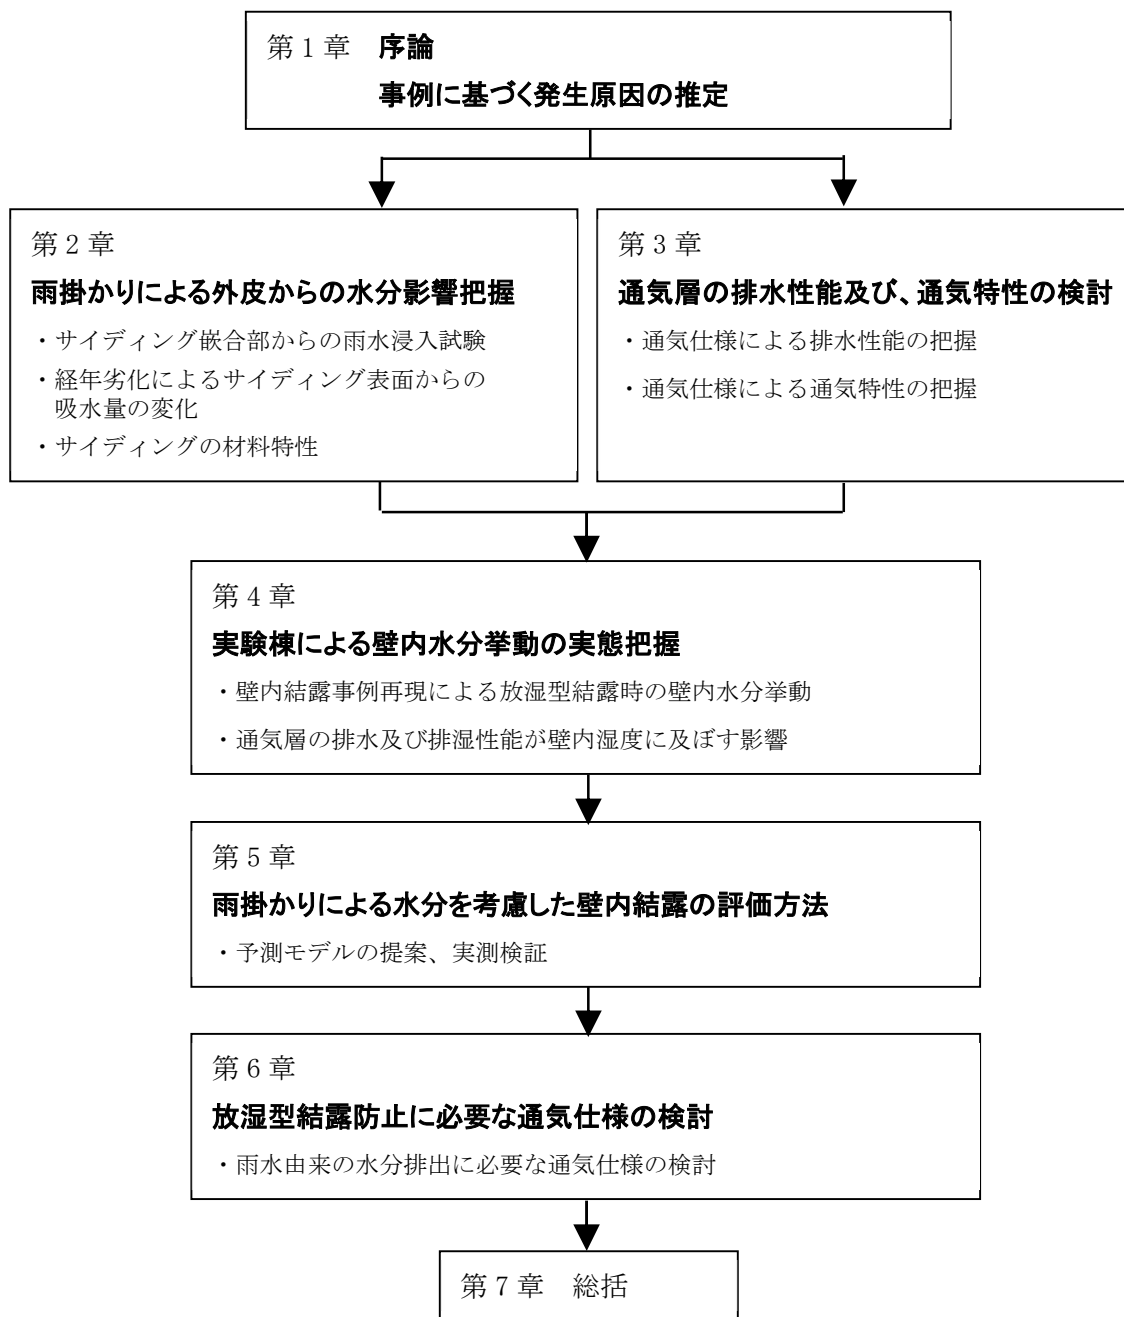 第1章　序論
事例に基づく発生原因の推定
第2章
雨掛かりによる外皮からの水分影響把握
・サイディング嵌合部からの雨水浸入試験
・経年劣化によるサイディング表面からの
吸水量の変化
・サイディングの材料特性
第3章
通気層の排水性能及び、通気特性の検討
・通気仕様による排水性能の把握
・通気仕様による通気特性の把握
第4章
実験棟による壁内水分挙動の実態把握
・壁内結露事例再現による放湿型結露時の壁内水分挙動
・通気層の排水及び排湿性能が壁内湿度に及ぼす影響
第5章
雨掛かりによる水分を考慮した壁内結露の評価方法
・予測モデルの提案、実測検証
第6章
放湿型結露防止に必要な通気仕様の検討
・雨水由来の水分排出に必要な通気仕様の検討
第7章　総括